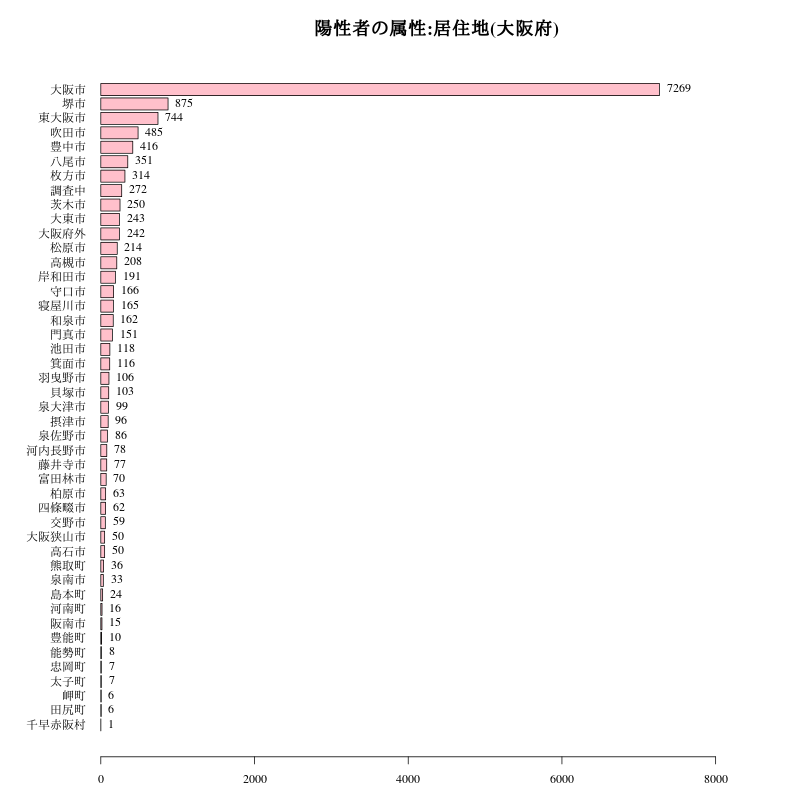 陽性者の属性:居住地(大阪府)
大阪市 7269
堺市 875
東大阪市 744
吹田市 485
豊中市 416
八尾市 351
枚方市 314
調査中 272
茨木市 250
大東市 243
大阪府外 242
松原市 214
高槻市 208
岸和田市 191
守口市 166
寝屋川市 165
和泉市 162
門真市 151
池田市 118
箕面市 116
羽曳野市 106
貝塚市 103
泉大津市 99
摂津市 96
泉佐野市 86
河内長野市 78
藤井寺市 77
富田林市 70
柏原市 63
四條畷市 62
交野市 59
大阪狭山市 50
高石市 50
熊取町 36
泉南市 33
島本町 24
河南町 16
阪南市 15
豊能町 10
能勢町 8
忠岡町 7
太子町 7
岬町 6
田尻町 6
千早赤阪村 1
0 2000 4000 6000 8000